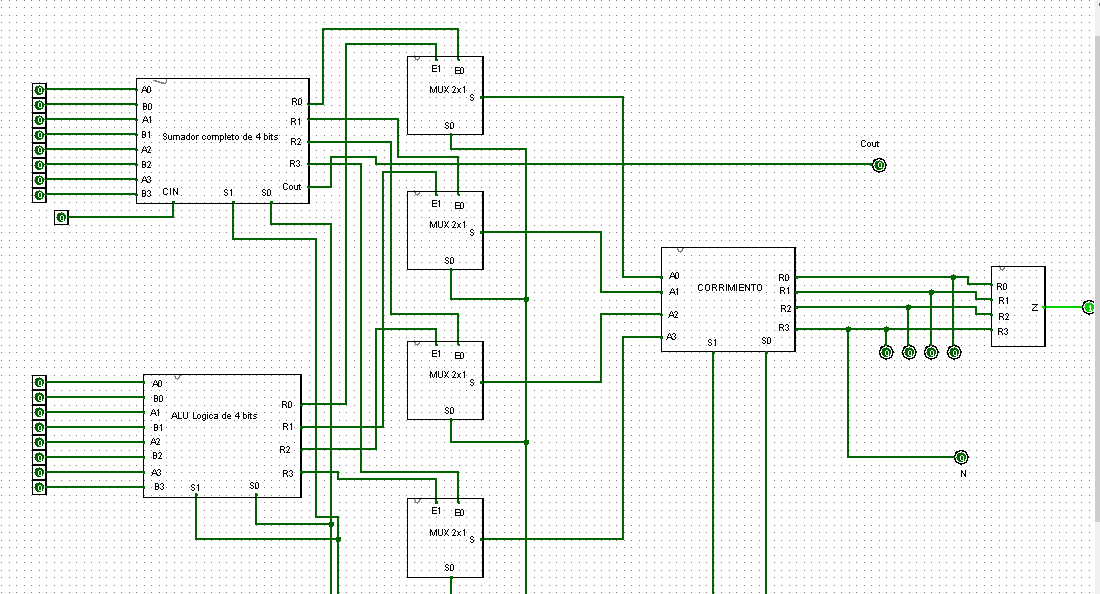 A0
B0
A1
B1
A2
B2
A3
B3
CIN
S1
S0
Sumador completo de 4 bits
R0
R1
R2
R3
Cout
0
0
0
0
0
0
0
0
0
E1 E0
MUX 2x1
S
S0
E1 E0
MUX 2x1
S
S0
E1 E0
MUX 2x1
S
S0
E1 E0
MUX 2x1
S
S0
Cout
0
A0
A1
A2
A3
CORRIMIENTO
S1
S0
R0
R1
R2
R3
R0
R1
R2
R3
Z
1
0
0
0
0
0
N
0
0
0
0
0
0
0
0
A0
B0
A1
B1
A2
B2
A3
B3
ALU Logica de 4 bits
S1
S0
R0
R1
R2
R3